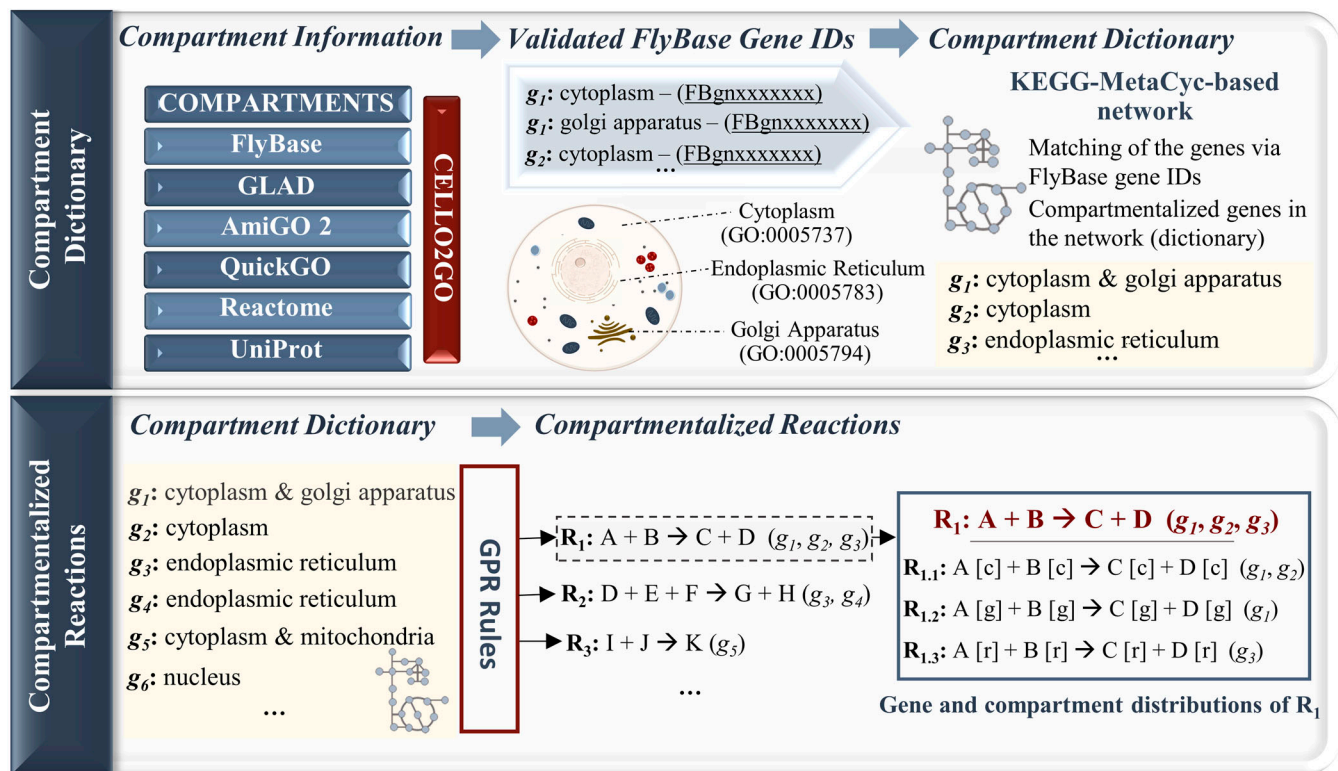 Compartment
Dictionary
Compartment Information
Validated FlyBase Gene IDs
Compartment Dictionary
COMPARTMENTS
FlyBase
GLAD
AmiGO 2
QuickGO
Reactome
UniProt
CELLO2GO
g₁: cytoplasm – (FBgnxxxxxxx)
g₁: golgi apparatus – (FBgnxxxxxxx)
g₂: cytoplasm – (FBgnxxxxxxx)
...
Cytoplasm
(GO:0005737)
Endoplasmic Reticulum
(GO:0005783)
Golgi Apparatus
(GO:0005794)
KEGG-MetaCyc-based
network
Matching of the genes via
FlyBase gene IDs
Compartmentalized genes in
the network (dictionary)
g₁: cytoplasm & golgi apparatus
g₂: cytoplasm
g₃: endoplasmic reticulum
...
Compartmentalized
Reactions
Compartment Dictionary
Compartmentalized Reactions
g₁: cytoplasm & golgi apparatus
g₂: cytoplasm
g₃: endoplasmic reticulum
g₄: endoplasmic reticulum
g₅: cytoplasm & mitochondria
g₆: nucleus
...
GPR Rules
R₁: A + B → C + D (g₁, g₂, g₃)
R₂: D + E + F → G + H (g₃, g₄)
R₃: I + J → K (g₅)
...
R₁: A + B → C + D (g₁, g₂, g₃)
R₁.₁: A [c] + B [c] → C [c] + D [c] (g₁, g₂)
R₁.₂: A [g] + B [g] → C [g] + D [g] (g₁)
R₁.₃: A [r] + B [r] → C [r] + D [r] (g₃)
Gene and compartment distributions of R₁